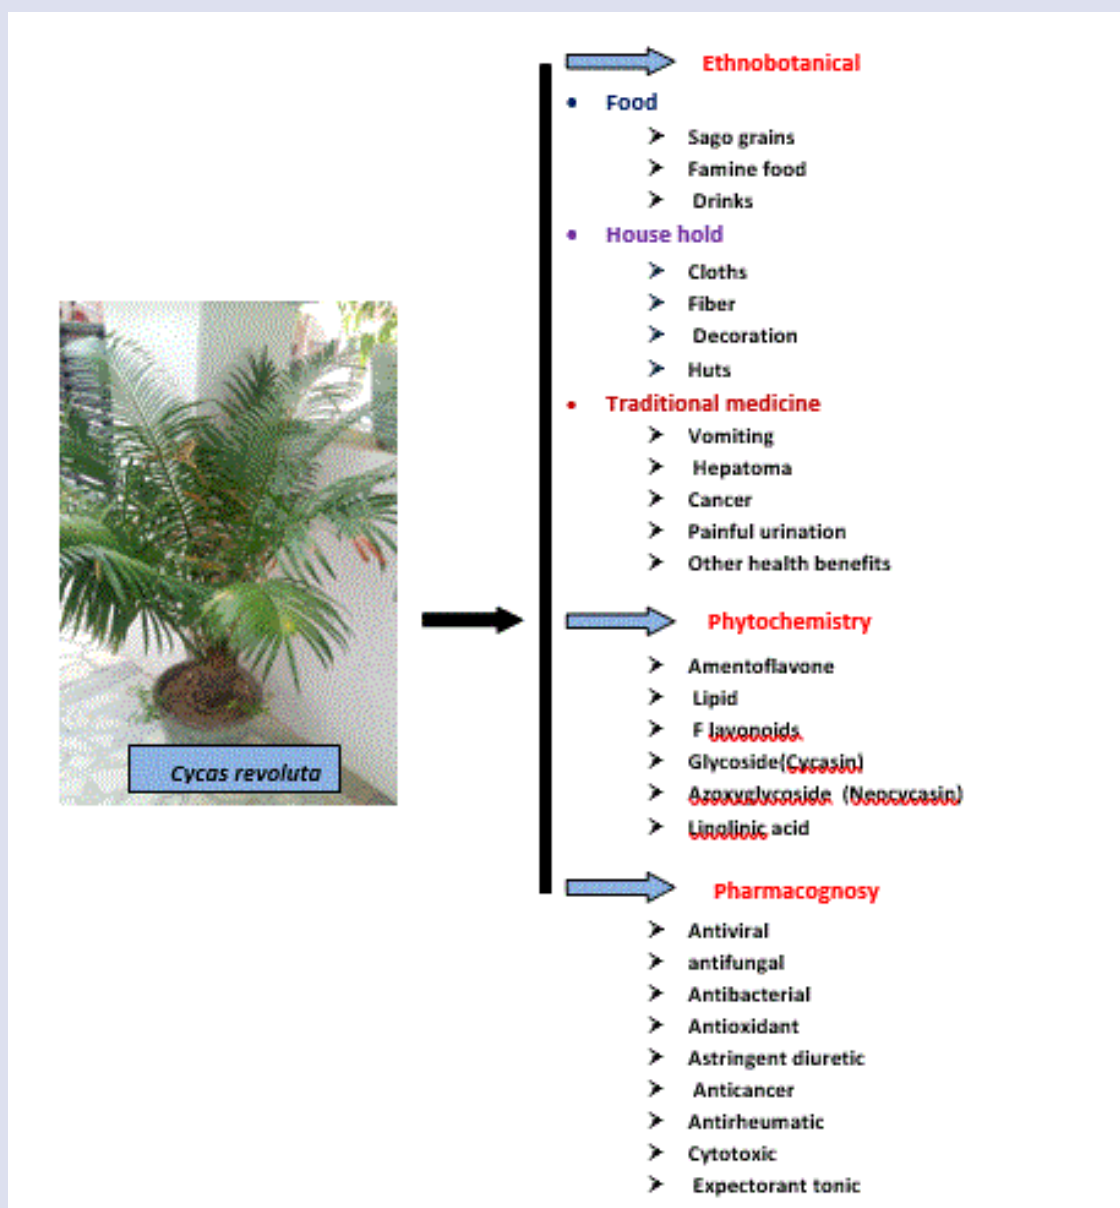 Ethnobotanical
• Food
➤ Sago grains
➤ Famine food
➤ Drinks
• House hold
➤ Cloths
➤ Fiber
➤ Decoration
➤ Huts
• Traditional medicine
➤ Vomiting
➤ Hepatoma
➤ Cancer
➤ Painful urination
➤ Other health benefits
Cycas revoluta
Phytochemistry
➤ Amentoflavone
➤ Lipid
➤ F lavonoids
➤ Glycoside(Cycasin)
➤ Azoxyglycoside (Neocycasin)
➤ Linolinic acid
Pharmacognosy
➤ Antiviral
➤ antifungal
➤ Antibacterial
➤ Antioxidant
➤ Astringent diuretic
➤ Anticancer
➤ Antirheumatic
➤ Cytotoxic
➤ Expectorant tonic